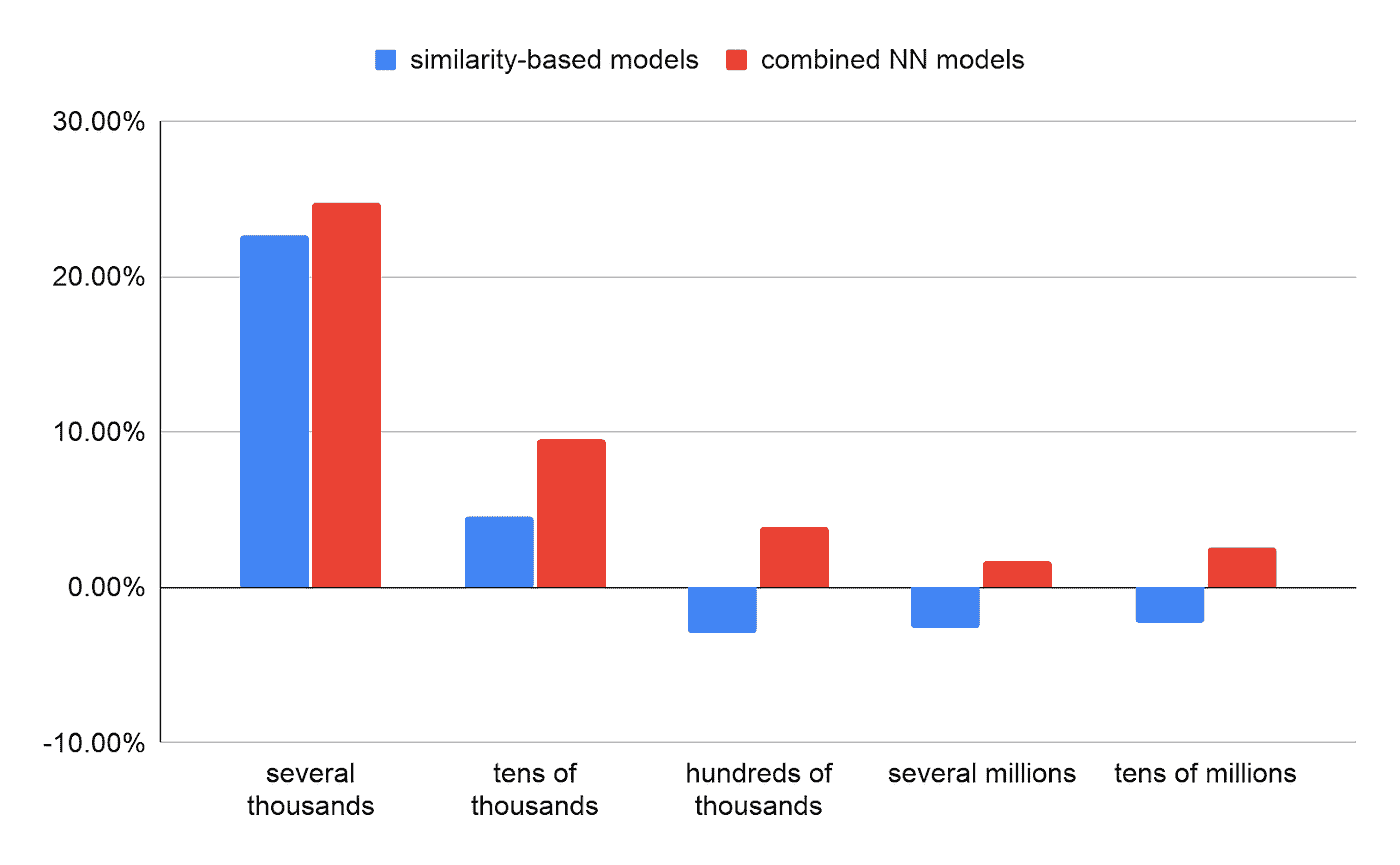 similarity-based models combined NN models
30.00%
20.00%
10.00%
0.00%
-10.00%
several thousands
tens of thousands
hundreds of thousands
several millions
tens of millions